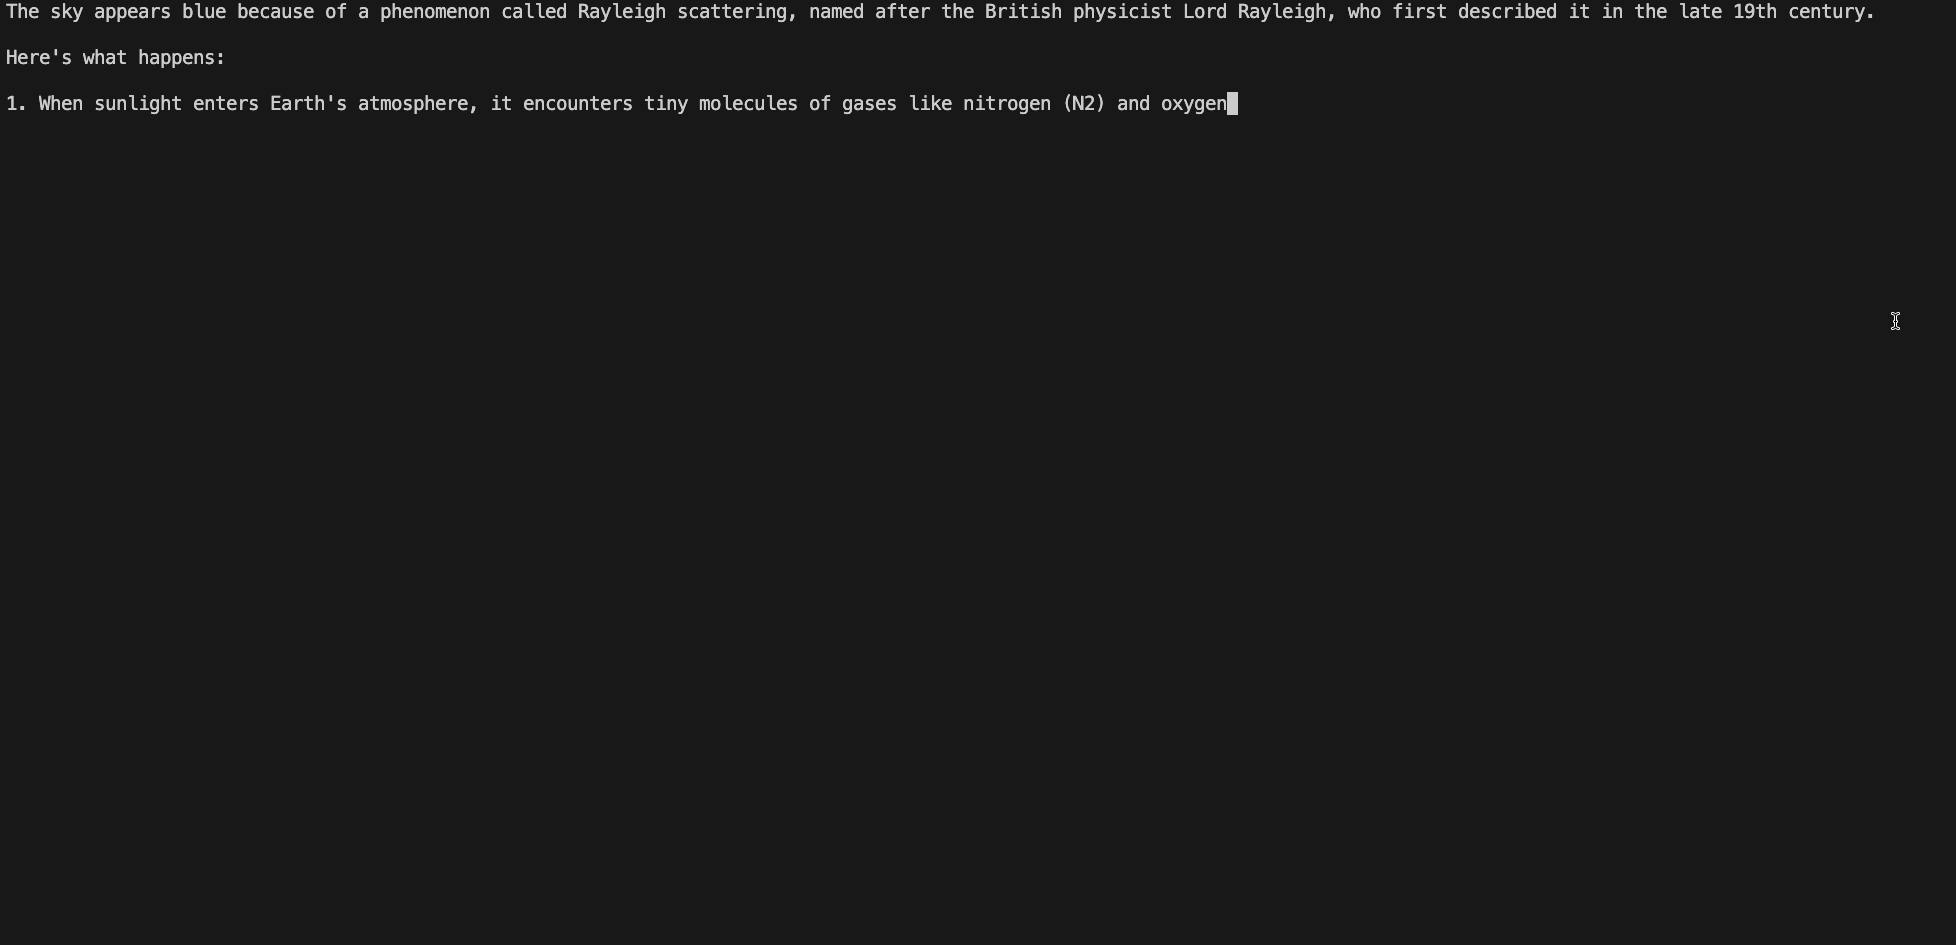 The sky appears blue because of a phenomenon called Rayleigh scattering, named after the British physicist Lord Rayleigh, who first described it in the late 19th century.
Here's what happens:
1. When sunlight enters Earth's atmosphere, it encounters tiny molecules of gases like nitrogen (N2) and oxygen